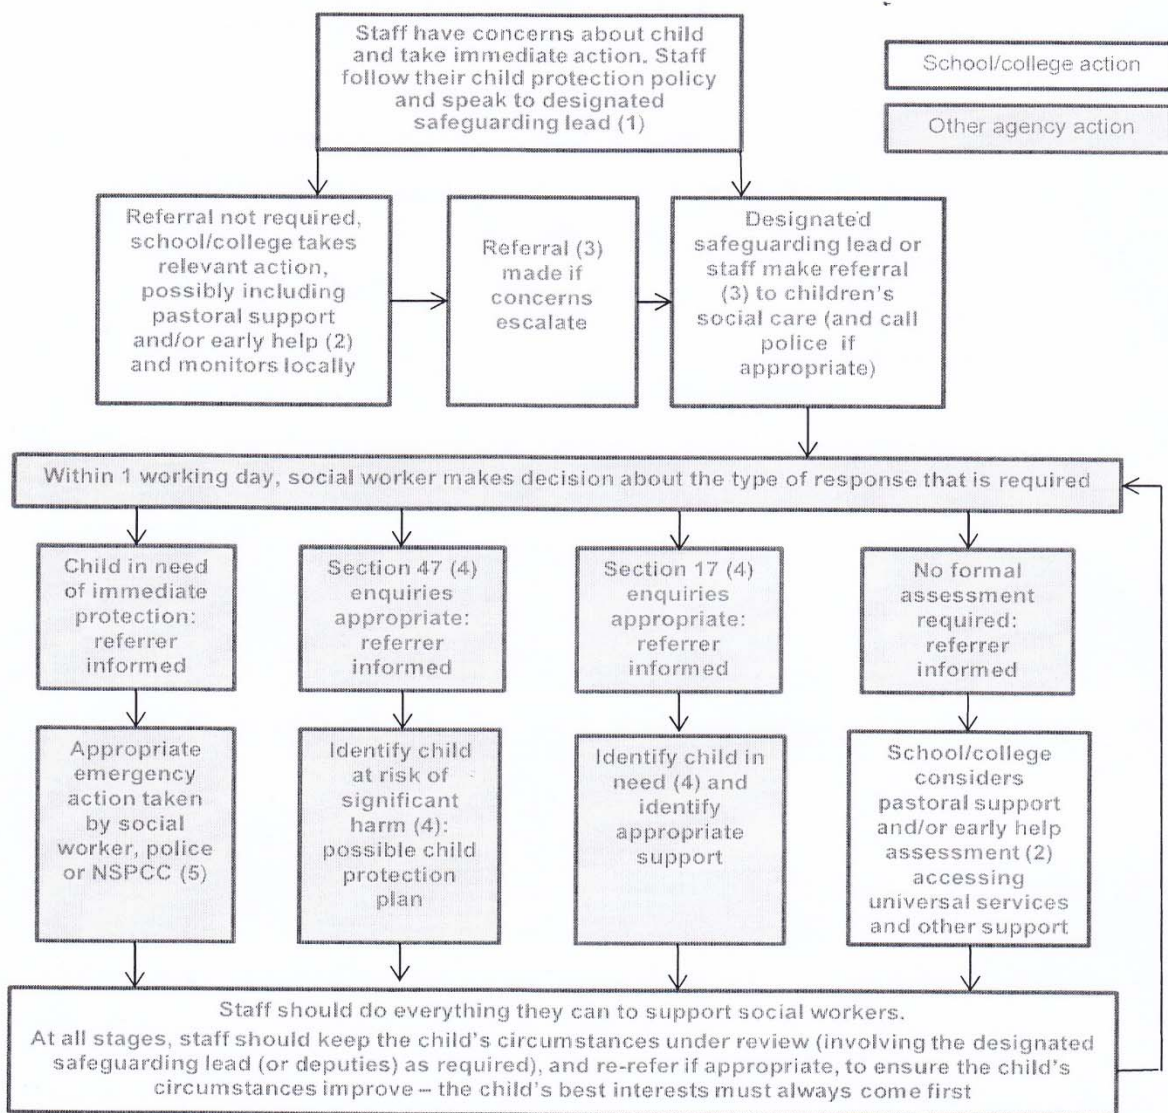 Staff have concerns about child
and take immediate action. Staff
follow their child protection policy
and speak to designated
safeguarding lead (1)
School/college action
Other agency action
Referral not required,
school/college takes
relevant action,
possibly including
pastoral support
and/or early help (2)
and monitors locally
Referral (3)
made if
concerns
escalate
Designated
safeguarding lead or
staff make referral
(3) to children's
social care (and call
police if
appropriate)
Within 1 working day, social worker makes decision about the type of response that is required
Child in need
of immediate
protection:
referrer
informed
Section 47 (4)
enquiries
appropriate:
referrer
informed
Section 17 (4)
enquiries
appropriate:
referrer
informed
No formal
assessment
required:
referrer
informed
Appropriate
emergency
action taken
by social
worker, police
or NSPCC (5)
Identify child
at risk of
significant
harm (4):
possible child
protection
plan
Identify child in
need (4) and
identify
appropriate
support
School/college
considers
pastoral support
and/or early help
assessment (2)
accessing
universal services
and other support
Staff should do everything they can to support social workers.
At all stages, staff should keep the child's circumstances under review (involving the designated
safeguarding lead (or deputies) as required), and re-refer if appropriate, to ensure the child's
circumstances improve – the child's best interests must always come first